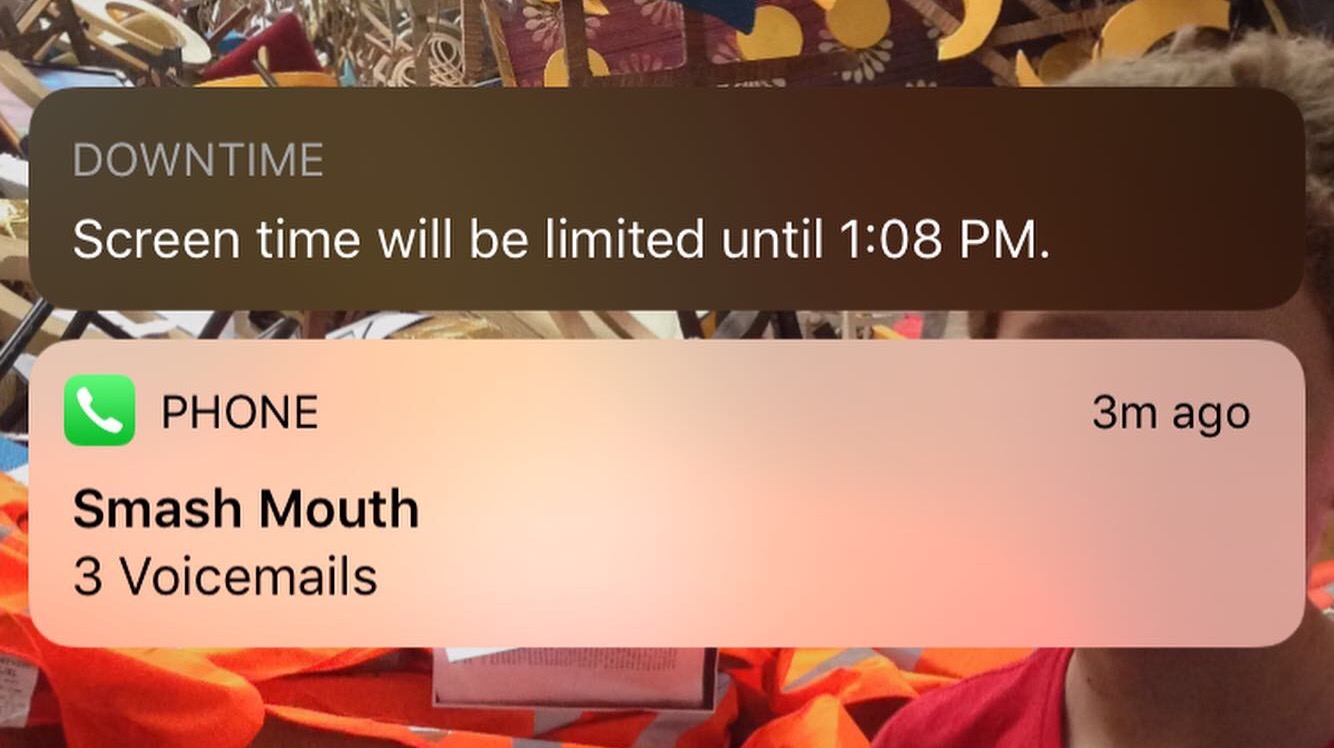 DOWNTIME
Screen time will be limited until 1:08 PM.
PHONE 3m ago
Smash Mouth
3 Voicemails